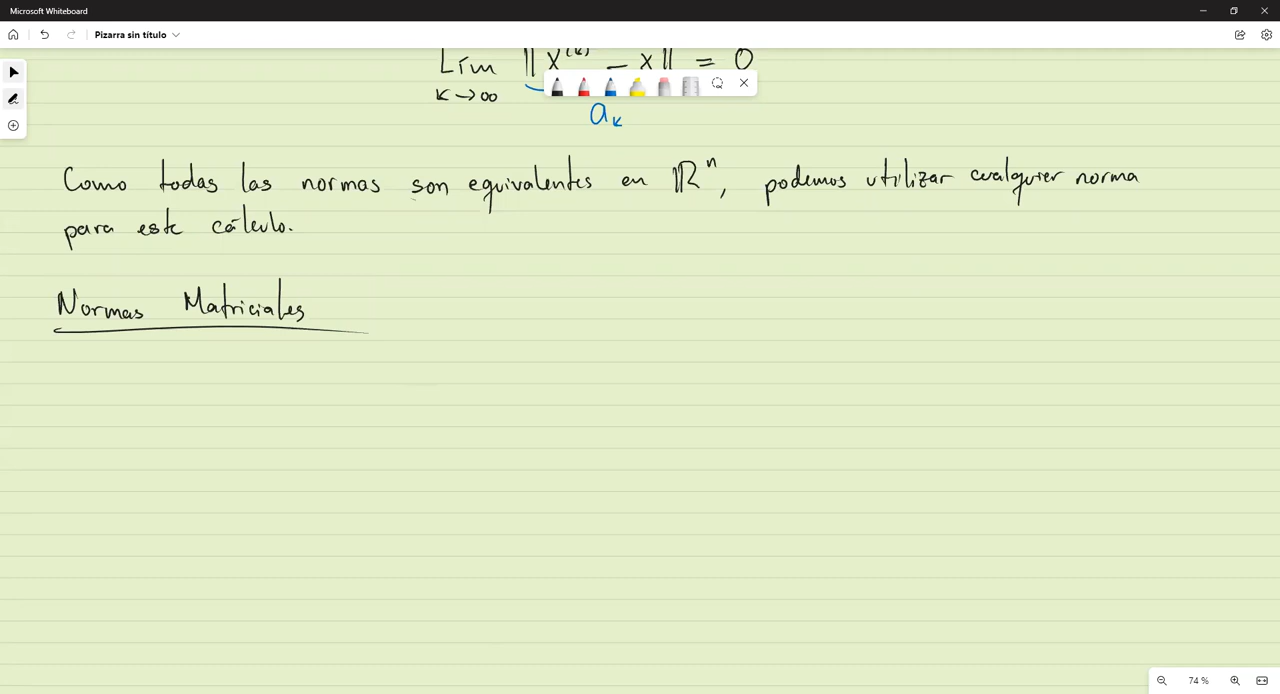 Microsoft Whiteboard
Pizarra sin título
Lím ||x^(k) - x|| = 0
k→∞
a_k
Como todas las normas son equivalentes en ℝ^n, podemos utilizar cualquier norma
para este cálculo.
Normas Matriciales
74 %